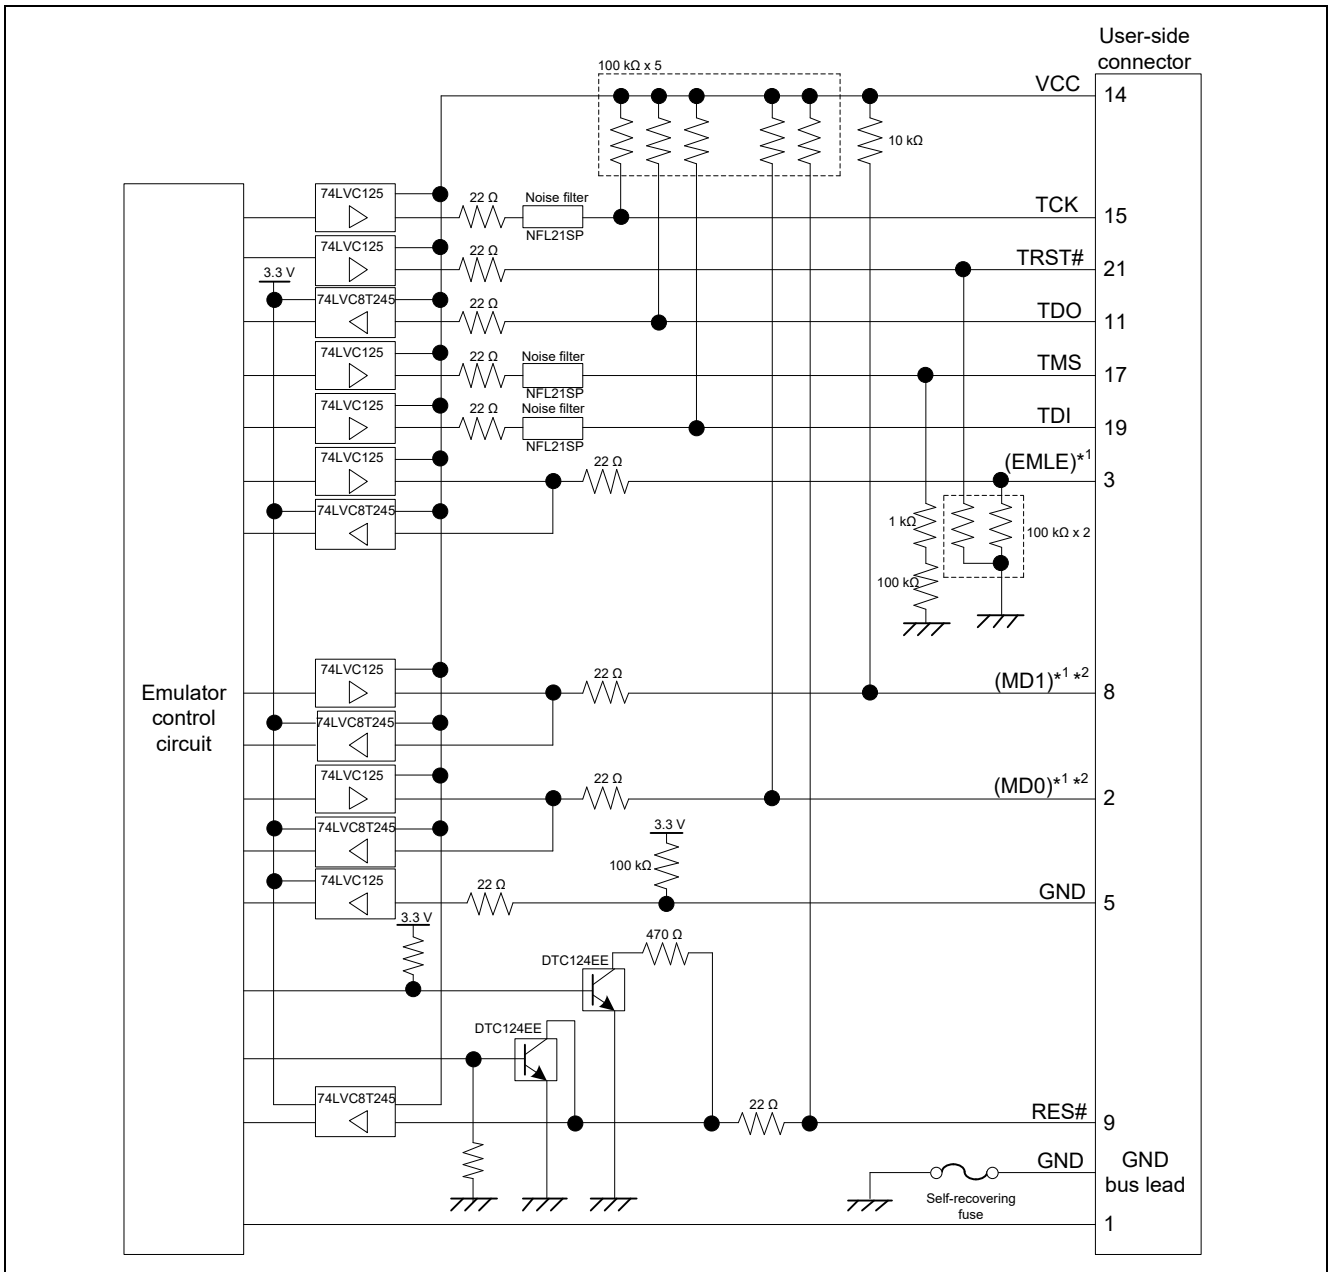 User-side
connector
100 kΩ x 5
VCC
14
10 kΩ
74LVC125
22 Ω
Noise filter
NFL21SP
TCK
15
74LVC125
22 Ω
TRST#
21
3.3 V
74LVC8T245
22 Ω
TDO
11
74LVC125
22 Ω
Noise filter
NFL21SP
TMS
17
74LVC125
22 Ω
Noise filter
NFL21SP
TDI
19
74LVC125
22 Ω
(EMLE)*1
3
74LVC8T245
1 kΩ
100 kΩ x 2
100 kΩ
Emulator
control
circuit
74LVC125
22 Ω
(MD1)*1 *2
8
74LVC8T245
74LVC125
22 Ω
(MD0)*1 *2
2
74LVC8T245
3.3 V
100 kΩ
74LVC125
22 Ω
GND
5
3.3 V
470 Ω
DTC124EE
DTC124EE
74LVC8T245
22 Ω
RES#
9
GND
GND
bus lead
Self-recovering
fuse
1